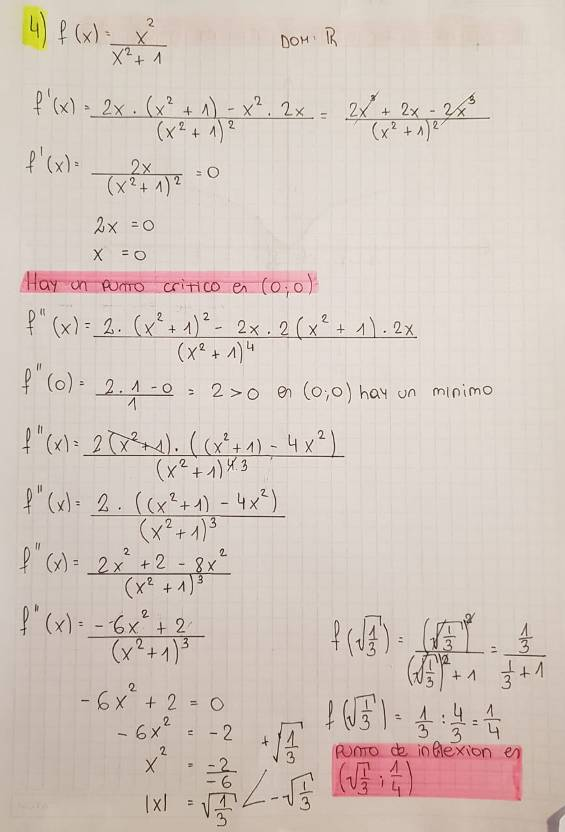 4) f(x) = x²/(x² + 1) DOM: ℝ
f'(x) = (2x . (x² + 1) - x² . 2x)/(x² + 1)² = (2x³ + 2x - 2x³)/(x² + 1)²
f'(x) = 2x/(x² + 1)² = 0
2x = 0
x = 0
Hay un punto critico en (0;0)
f''(x) = (2 . (x² + 1)² - 2x . 2(x² + 1) . 2x)/(x² + 1)⁴
f''(0) = (2 . 1 - 0)/1 = 2 > 0 en (0;0) hay un minimo
f''(x) = (2(x² + 1) . ((x² + 1) - 4x²))/(x² + 1)⁴ ³
f''(x) = (2 . ((x² + 1) - 4x²))/(x² + 1)³
f''(x) = (2x² + 2 - 8x²)/(x² + 1)³
f''(x) = (-6x² + 2)/(x² + 1)³
-6x² + 2 = 0
-6x² = -2
x² = -2/-6
|x| = √(1/3) < +√(1/3) -√(1/3)
f(√(1/3)) = (√(1/3))²/((√(1/3))² + 1) = (1/3)/(1/3 + 1)
f(√(1/3)) = 1/3 : 4/3 = 1/4
Punto de inflexion en
(√(1/3) ; 1/4)